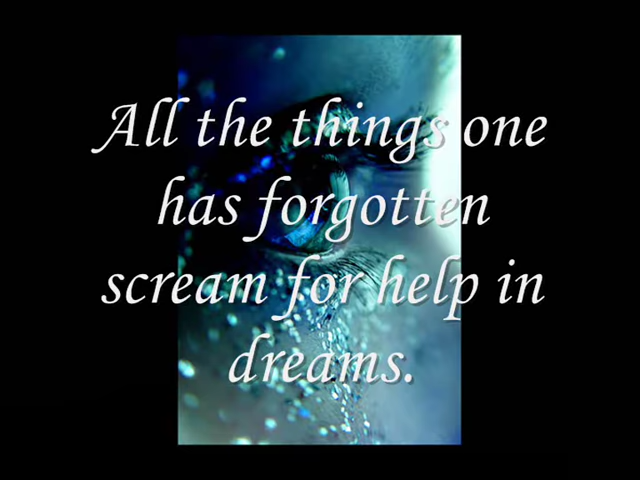 All the things one
has forgotten
scream for help in
dreams.